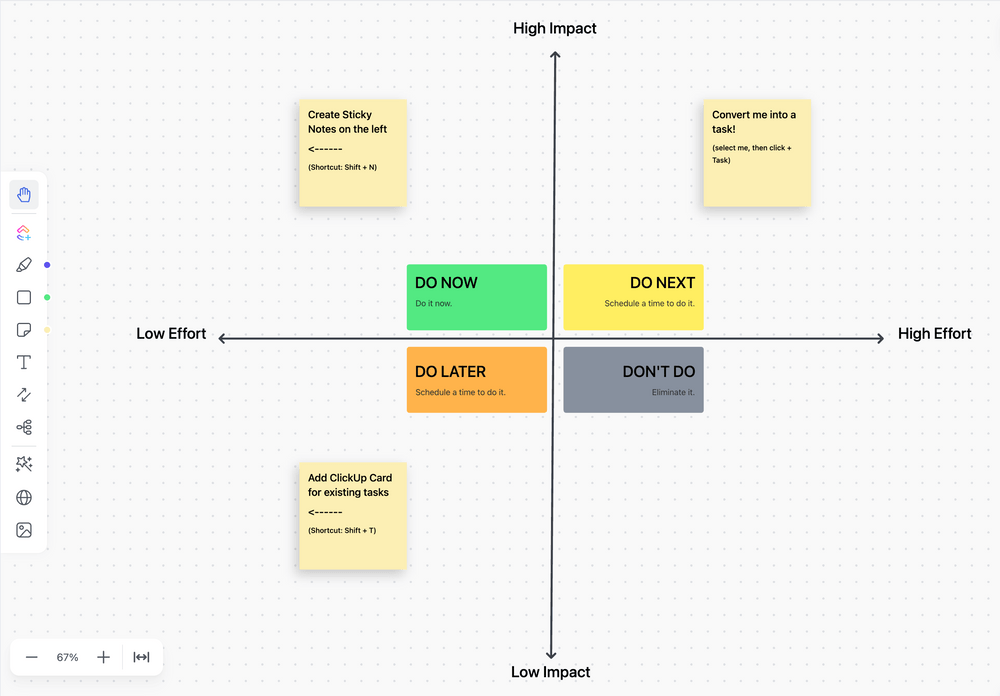 High Impact
Create Sticky
Notes on the left
<------
(Shortcut: Shift + N)
Convert me into a
task!
(select me, then click +
Task)
DO NOW
Do it now.
DO NEXT
Schedule a time to do it.
Low Effort
High Effort
DO LATER
Schedule a time to do it.
DON'T DO
Eliminate it.
Add ClickUp Card
for existing tasks
<------
(Shortcut: Shift + T)
67%
Low Impact